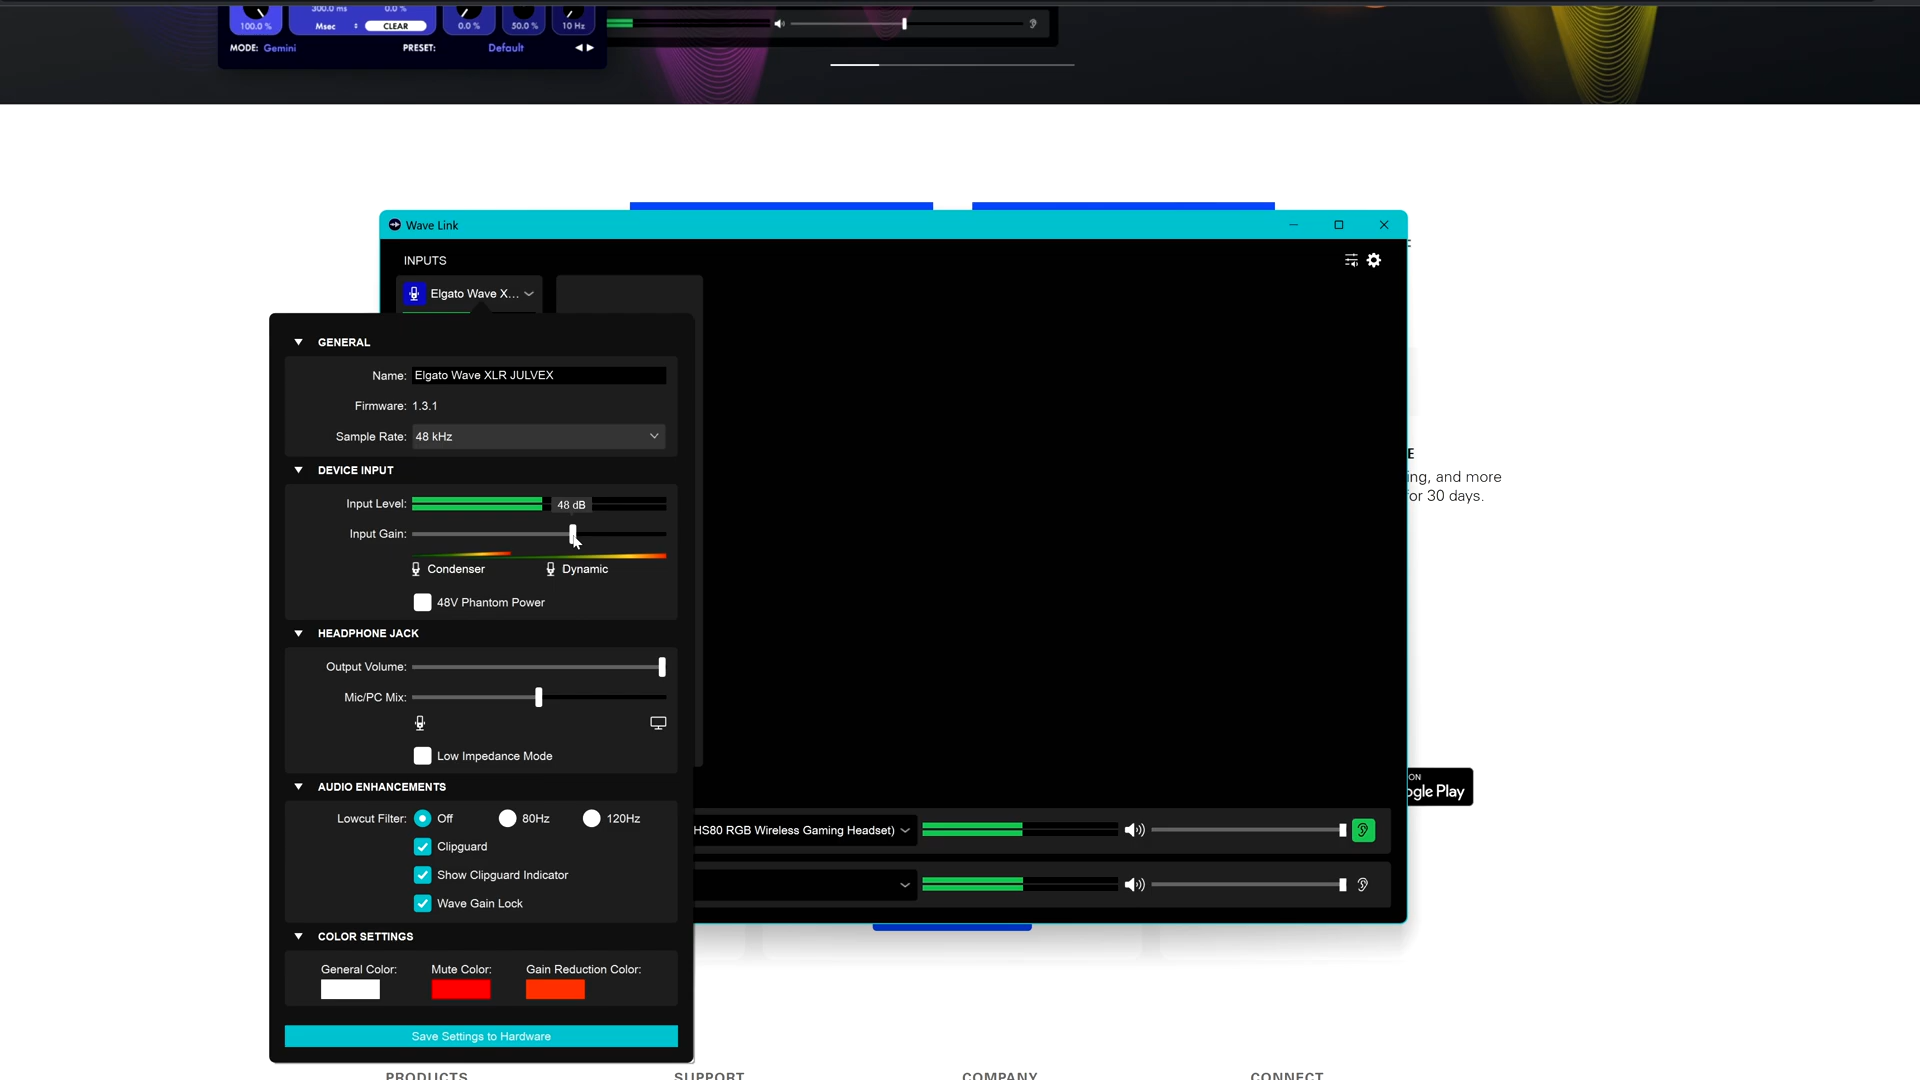 300.0 ms
0.0 %
100.0 %
Msec
CLEAR
0.0 %
50.0 %
10 Hz
MODE: Gemini
PRESET:
Default
Wave Link
INPUTS
Elgato Wave X...
GENERAL
Name: Elgato Wave XLR JULVEX
Firmware: 1.3.1
Sample Rate: 48 kHz
DEVICE INPUT
Input Level:
48 dB
Input Gain:
Condenser
Dynamic
48V Phantom Power
HEADPHONE JACK
Output Volume:
Mic/PC Mix:
Low Impedance Mode
AUDIO ENHANCEMENTS
Lowcut Filter: Off 80Hz 120Hz
Clipguard
Show Clipguard Indicator
Wave Gain Lock
COLOR SETTINGS
General Color: Mute Color: Gain Reduction Color:
Save Settings to Hardware
HS80 RGB Wireless Gaming Headset)
E
ing, and more
for 30 days.
ON
ogle Play
PRODUCTS
SUPPORT
COMPANY
CONNECT